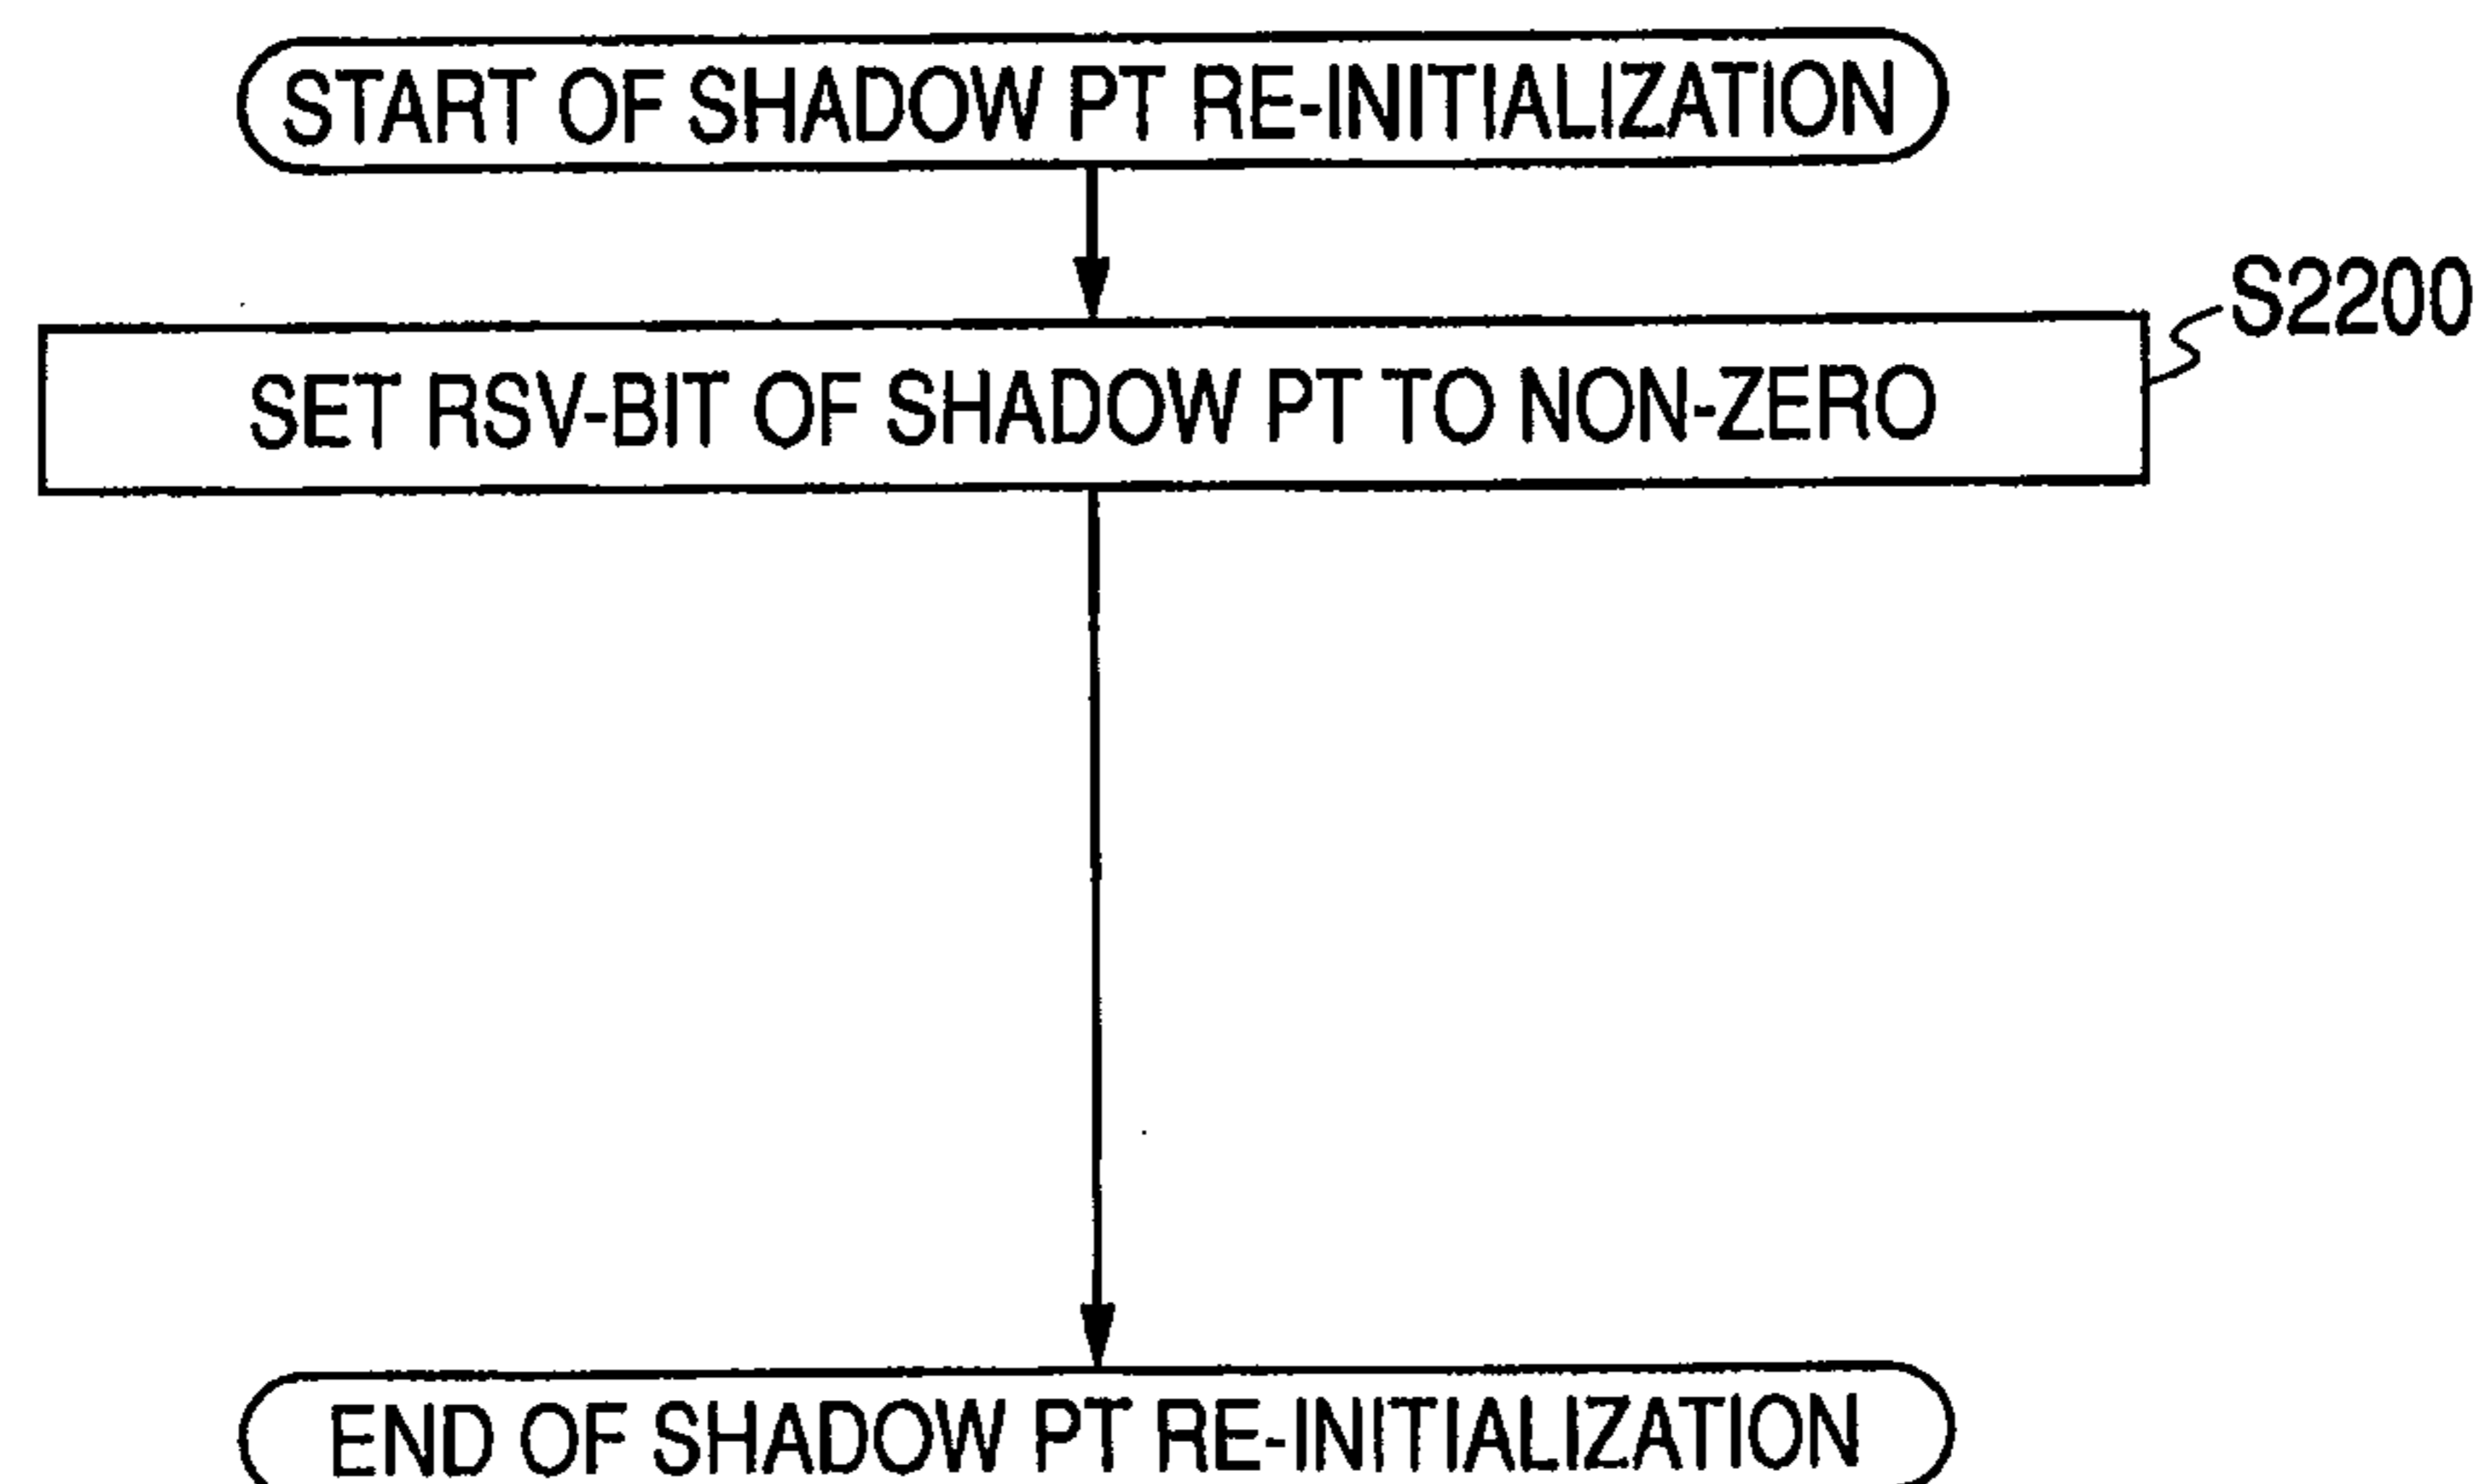 START OF SHADOW PT RE-INITIALIZATION
S2200
SET RSV-BIT OF SHADOW PT TO NON-ZERO
END OF SHADOW PT RE-INITIALIZATION